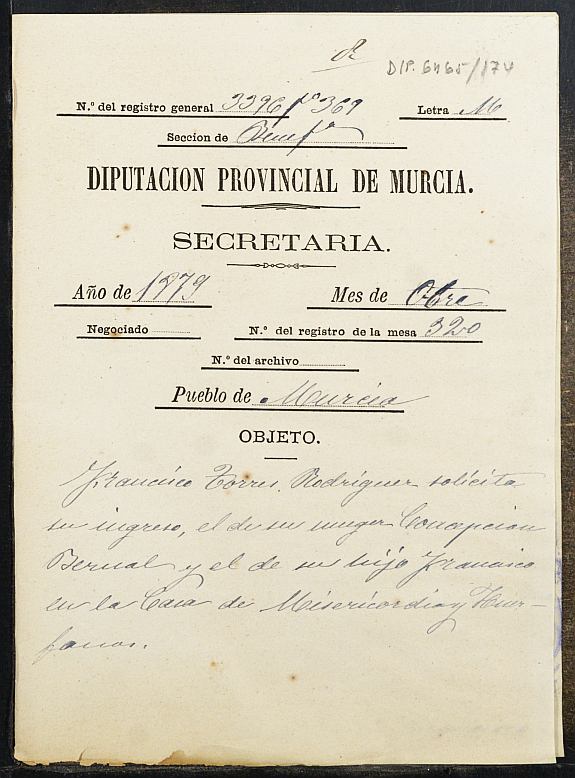 DIP. 6465/174
N.º del registro general 3396 fº 369
Letra M
Seccion de Benefª
DIPUTACION PROVINCIAL DE MURCIA.
SECRETARIA.
Año de 1879
Mes de Obre
Negociado
N.º del registro de la mesa 320
N.º del archivo
Pueblo de Murcia
OBJETO.
Francisco Torres Rodriguez solicita
su ingreso, el de su muger Concepcion
Bernal y el de su hijo Francisco
en la Casa de Misericordia y Huer-
fanos.